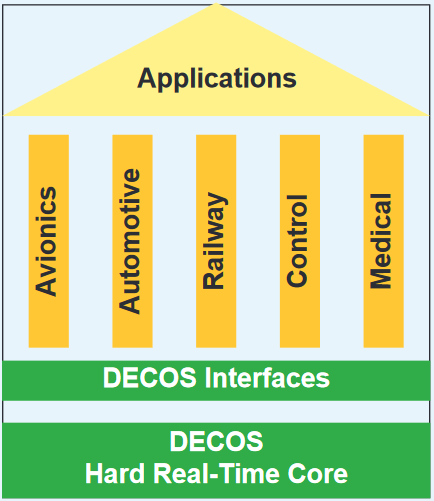 Applications
Avionics
Automotive
Railway
Control
Medical
DECOS Interfaces
DECOS
Hard Real-Time Core